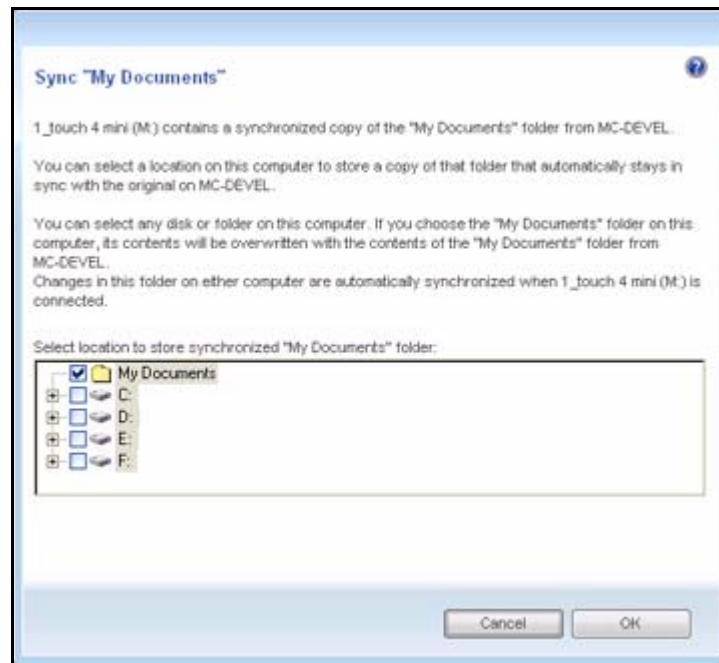 Sync "My Documents"
1_touch 4 mini (M:) contains a synchronized copy of the "My Documents" folder from MC-DEVEL.
You can select a location on this computer to store a copy of that folder that automatically stays in
sync with the original on MC-DEVEL.
You can select any disk or folder on this computer. If you choose the "My Documents" folder on this
computer, its contents will be overwritten with the contents of the "My Documents" folder from
MC-DEVEL.
Changes in this folder on either computer are automatically synchronized when 1_touch 4 mini (M:) is
connected.
Select location to store synchronized "My Documents" folder:
My Documents
C:
D:
E:
F:
Cancel
OK